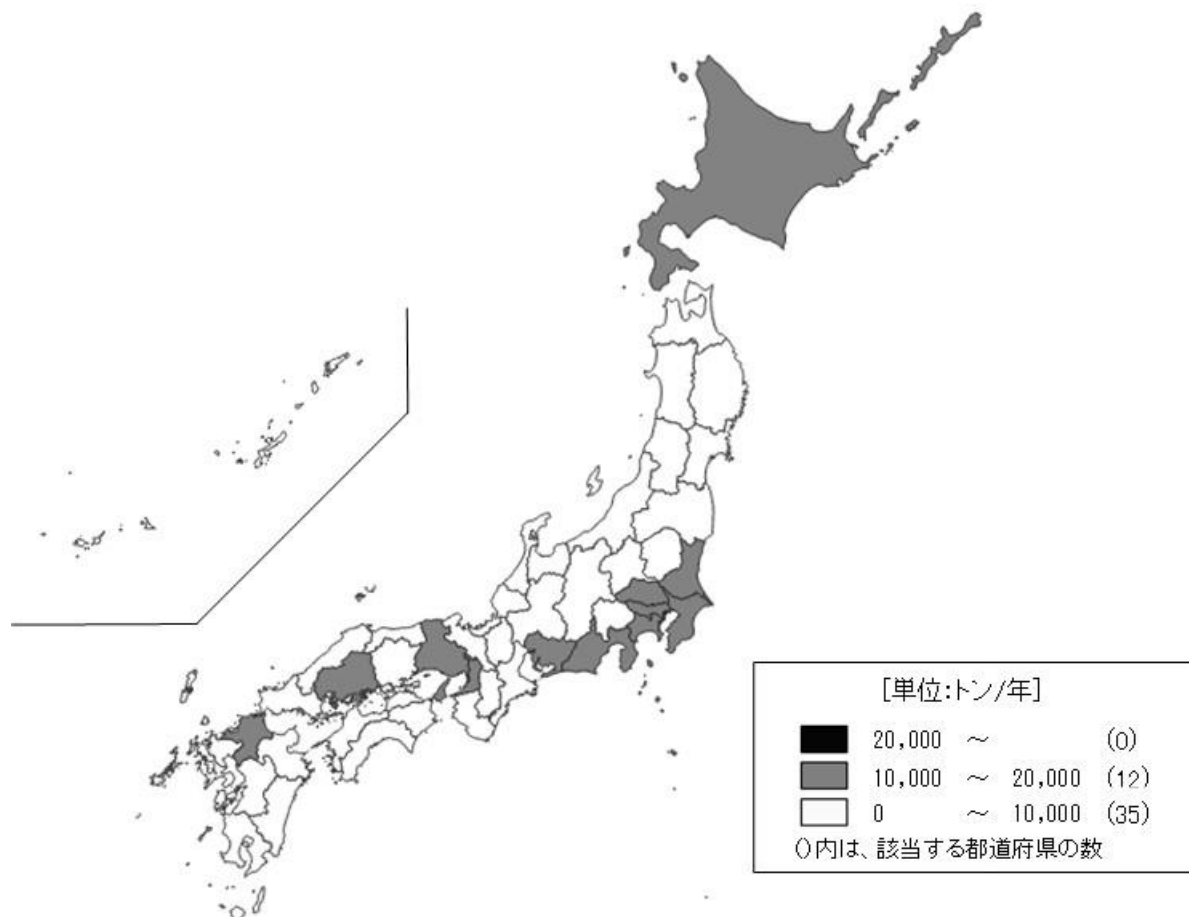 [単位:トン/年]
20,000 ～ (0)
10,000 ～ 20,000 (12)
0 ～ 10,000 (35)
()内は、該当する都道府県の数